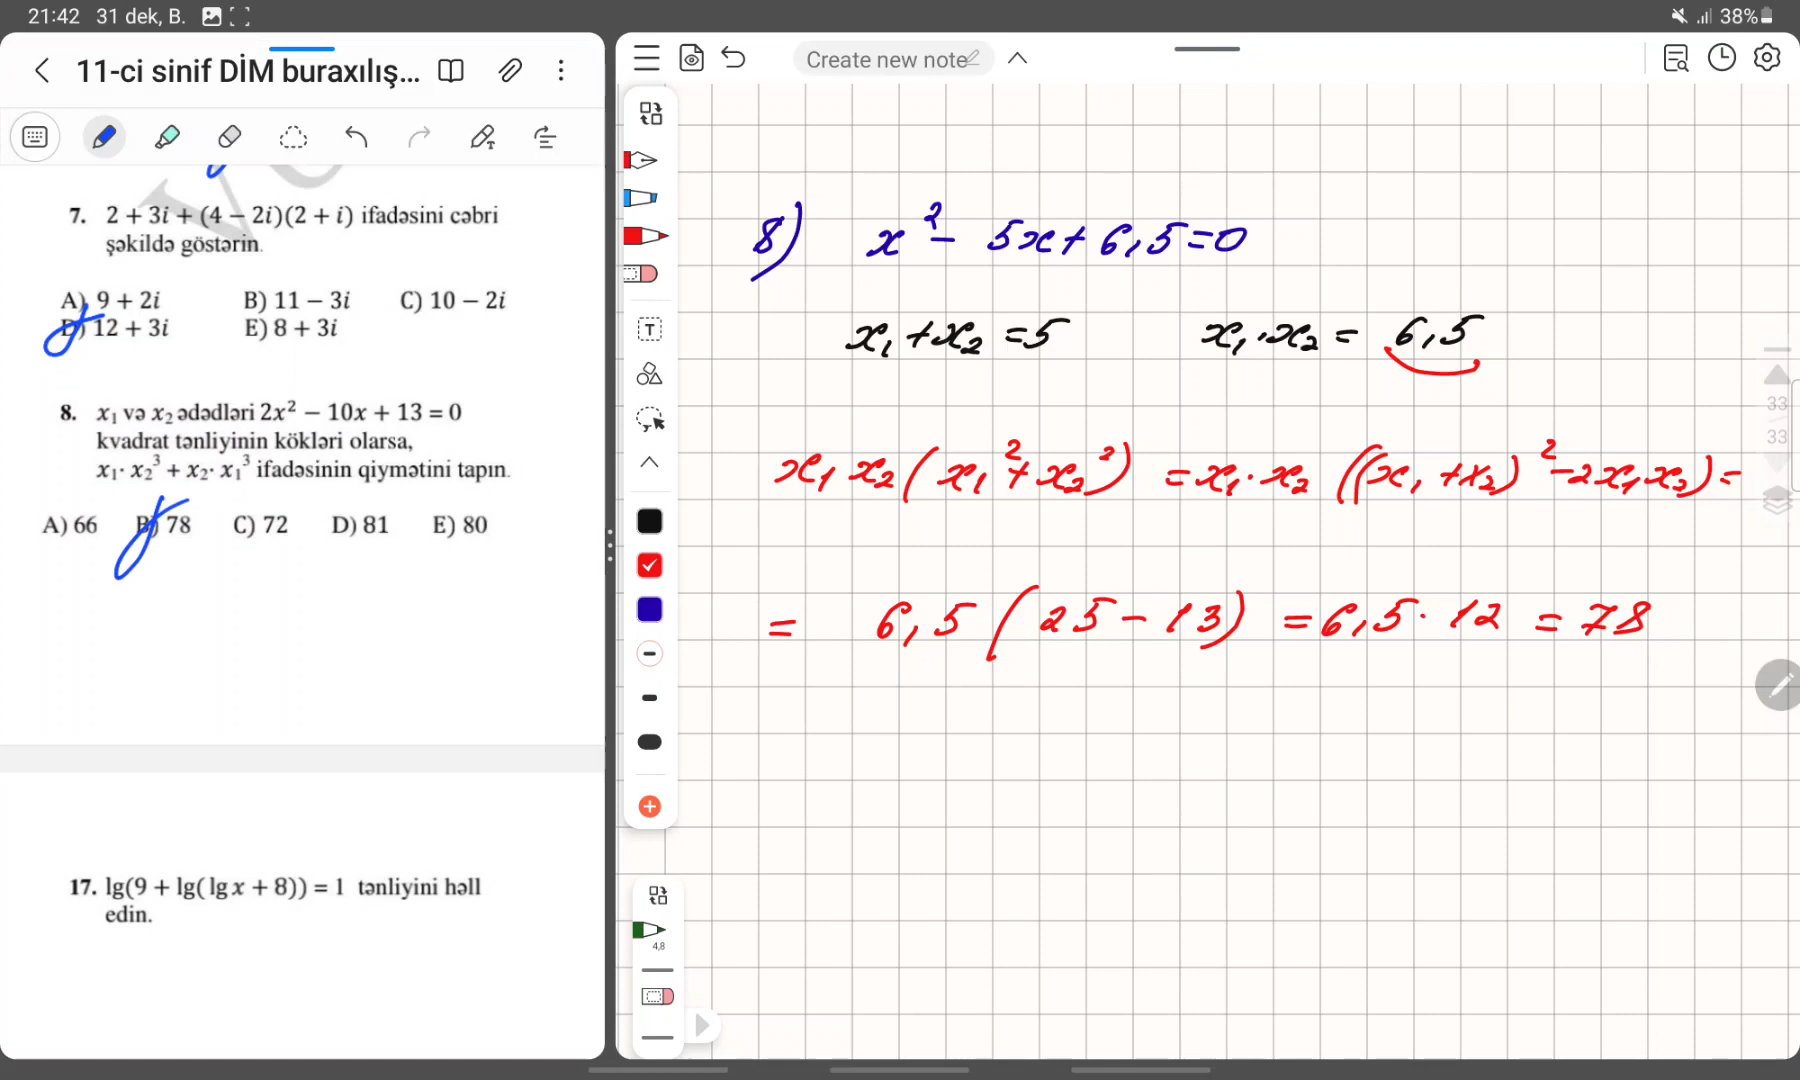 21:42 31 dek, B.
38%
11-ci sinif DİM buraxılış...
Create new note
7. 2 + 3i + (4 − 2i)(2 + i) ifadəsini cəbri
şəkildə göstərin.
A) 9 + 2i B) 11 − 3i C) 10 − 2i
D) 12 + 3i E) 8 + 3i
8. x₁ və x₂ ədədləri 2x² − 10x + 13 = 0
kvadrat tənliyinin kökləri olarsa,
x₁· x₂³ + x₂· x₁³ ifadəsinin qiymətini tapın.
A) 66 B) 78 C) 72 D) 81 E) 80
17. lg(9 + lg(lg x + 8)) = 1 tənliyini həll
edin.
T
4,8
8) x² − 5x + 6,5 = 0
x₁ + x₂ = 5 x₁ · x₂ = 6,5
x₁ x₂ (x₁² + x₂²) = x₁ · x₂ ((x₁ + x₂)² − 2x₁x₂) =
= 6,5 (25 − 13) = 6,5 · 12 = 78
33
33